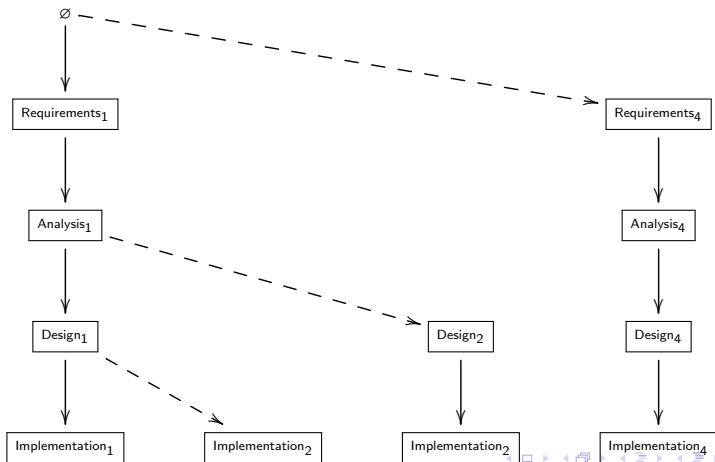 ∅
Requirements₁ Requirements₄
Analysis₁ Analysis₄
Design₁ Design₂ Design₄
Implementation₁ Implementation₂ Implementation₂ Implementation₄